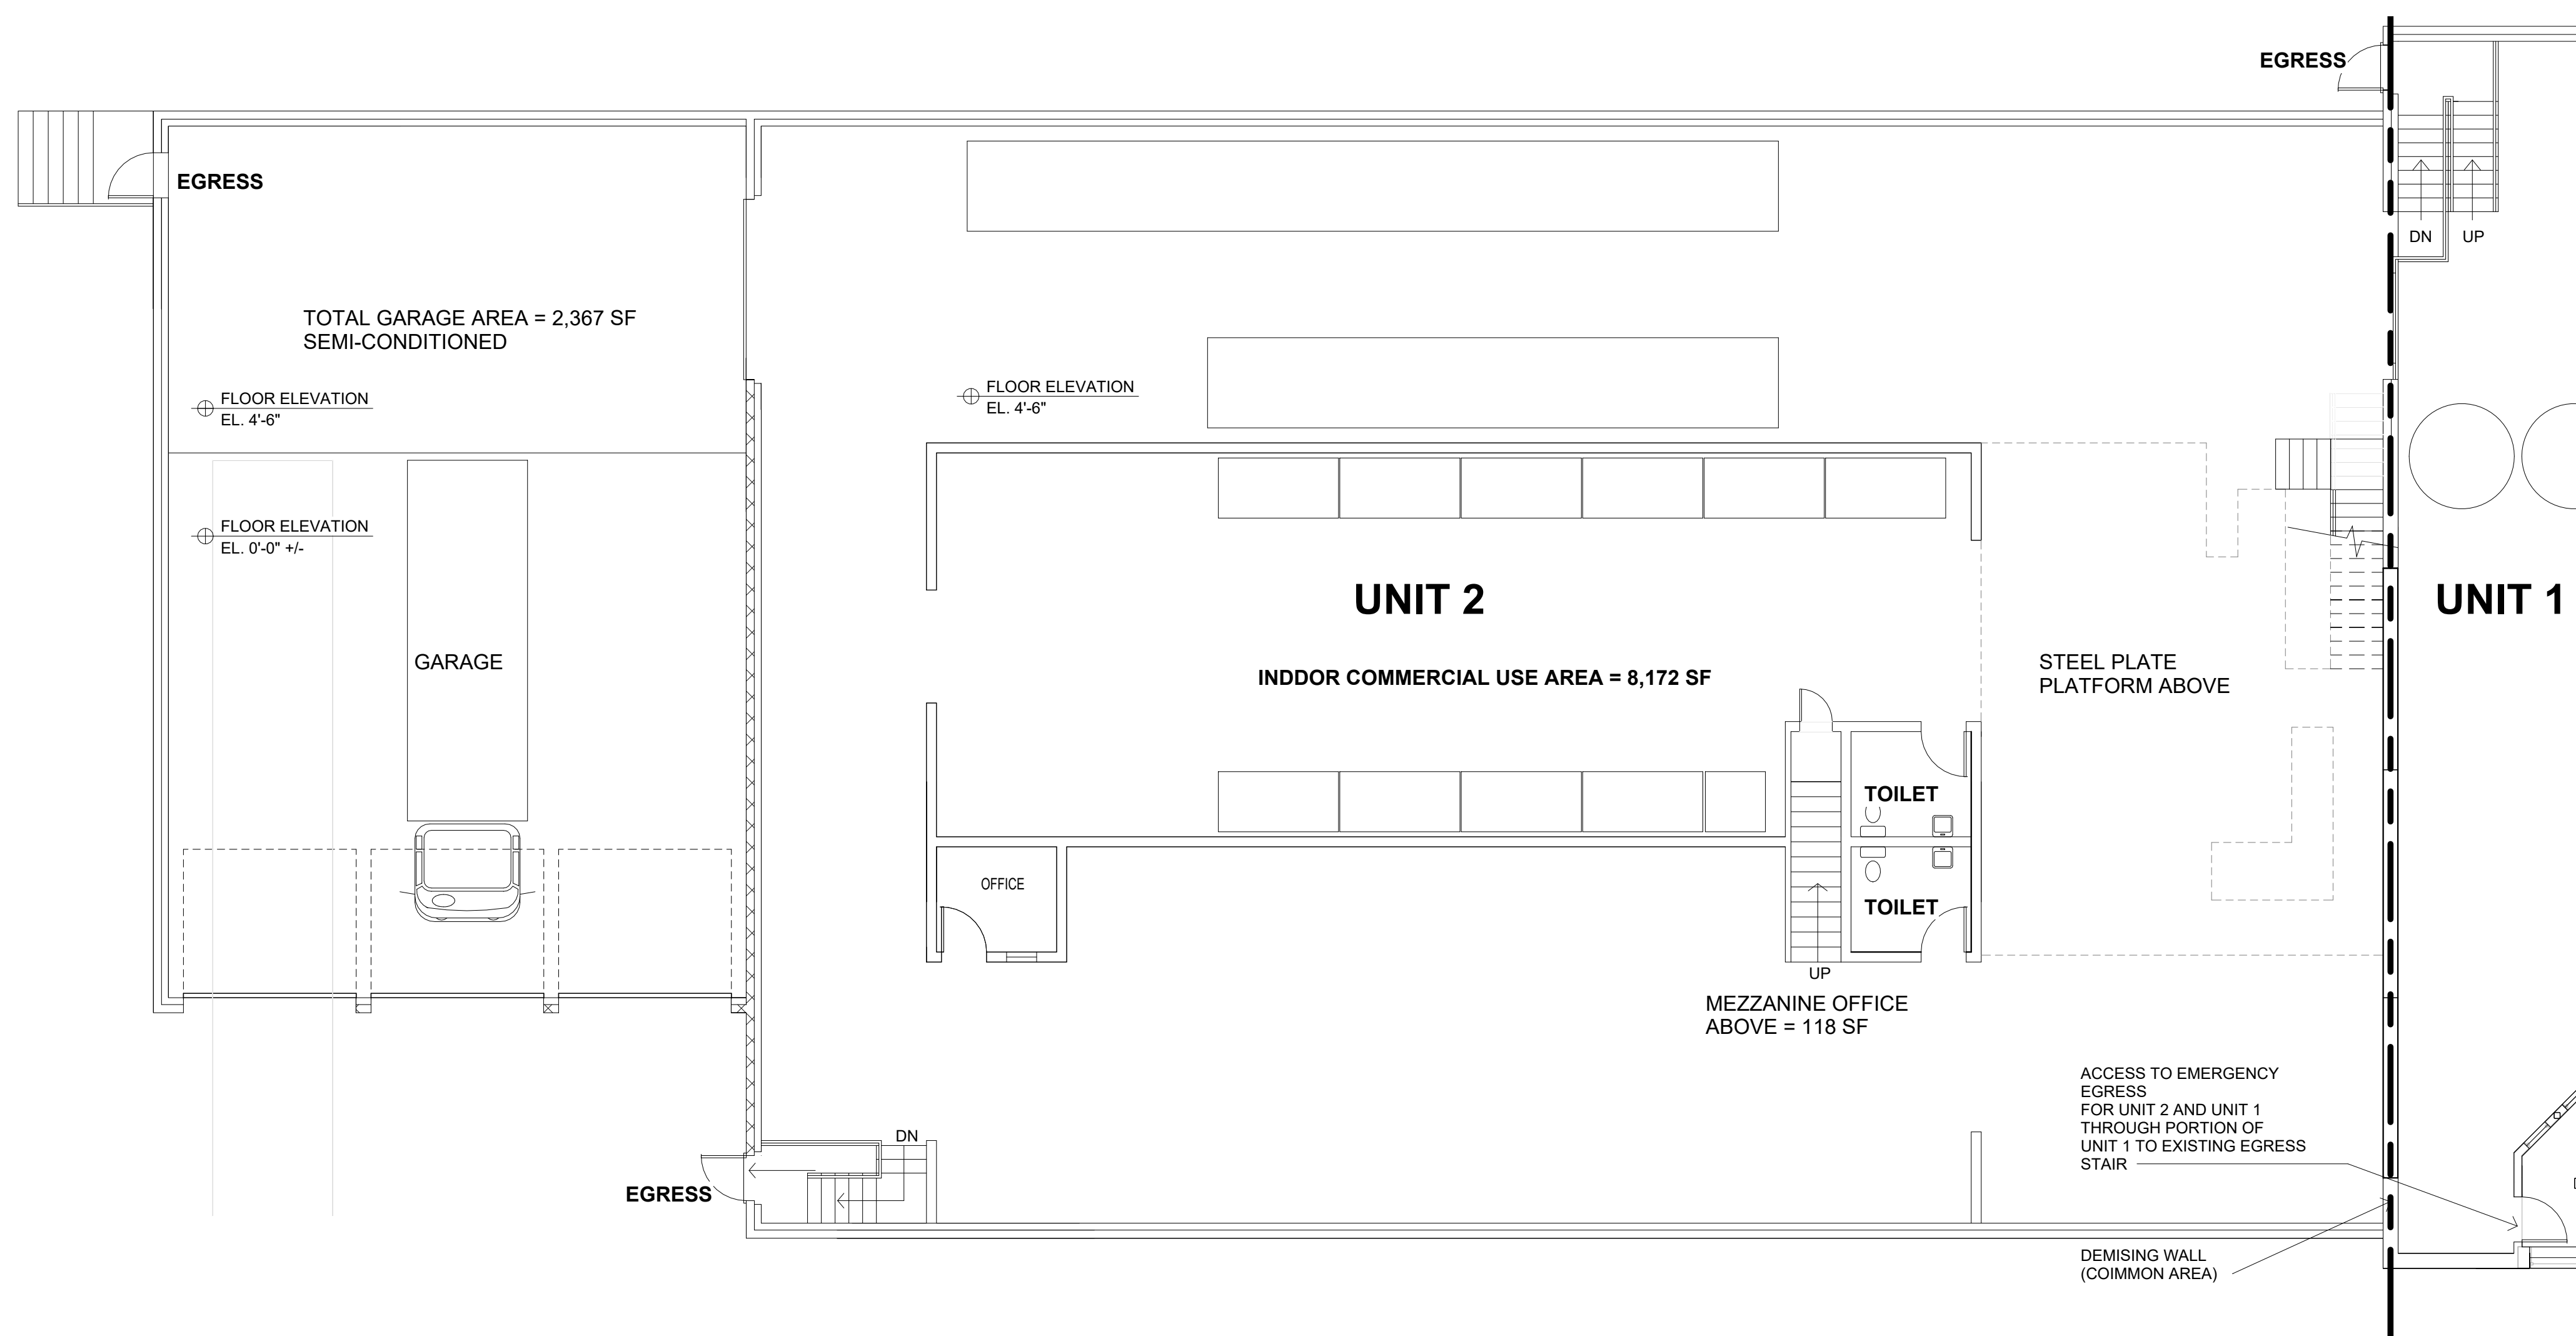 EGRESS
EGRESS
DN UP
TOTAL GARAGE AREA = 2,367 SF
SEMI-CONDITIONED
FLOOR ELEVATION
EL. 4'-6"
FLOOR ELEVATION
EL. 4'-6"
FLOOR ELEVATION
EL. 0'-0" +/-
UNIT 2
UNIT 1
GARAGE
INDDOR COMMERCIAL USE AREA = 8,172 SF
STEEL PLATE
PLATFORM ABOVE
TOILET
OFFICE
TOILET
UP
MEZZANINE OFFICE
ABOVE = 118 SF
ACCESS TO EMERGENCY
EGRESS
FOR UNIT 2 AND UNIT 1
THROUGH PORTION OF
UNIT 1 TO EXISTING EGRESS
STAIR
DN
EGRESS
DEMISING WALL
(COIMMON AREA)